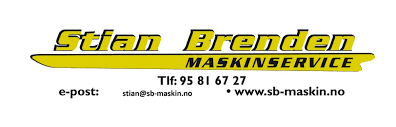 Stian Brenden
MASKINSERVICE
Tlf: 95 81 67 27
e-post: stian@sb-maskin.no • www.sb-maskin.no